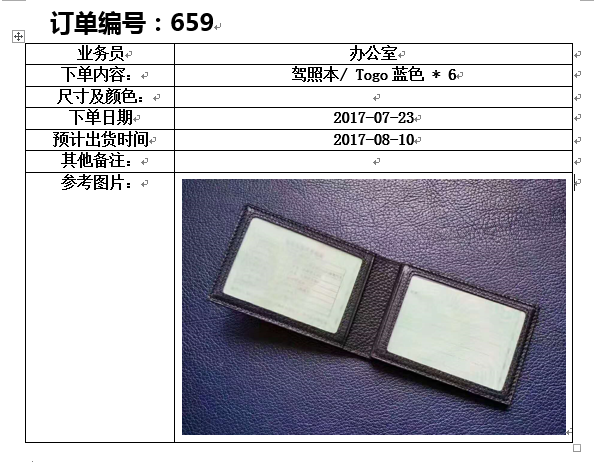 订单编号：659
业务员 办公室
下单内容： 驾照本/ Togo 蓝色 * 6
尺寸及颜色：
下单日期 2017-07-23
预计出货时间 2017-08-10
其他备注：
参考图片：